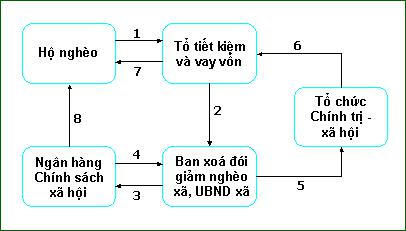 Hộ nghèo
1
7
Tổ tiết kiệm
và vay vốn
6
2
8
Tổ chức
Chính trị -
xã hội
Ngân hàng
Chính sách
xã hội
4
3
Ban xoá đói
giảm nghèo
xã, UBND xã
5